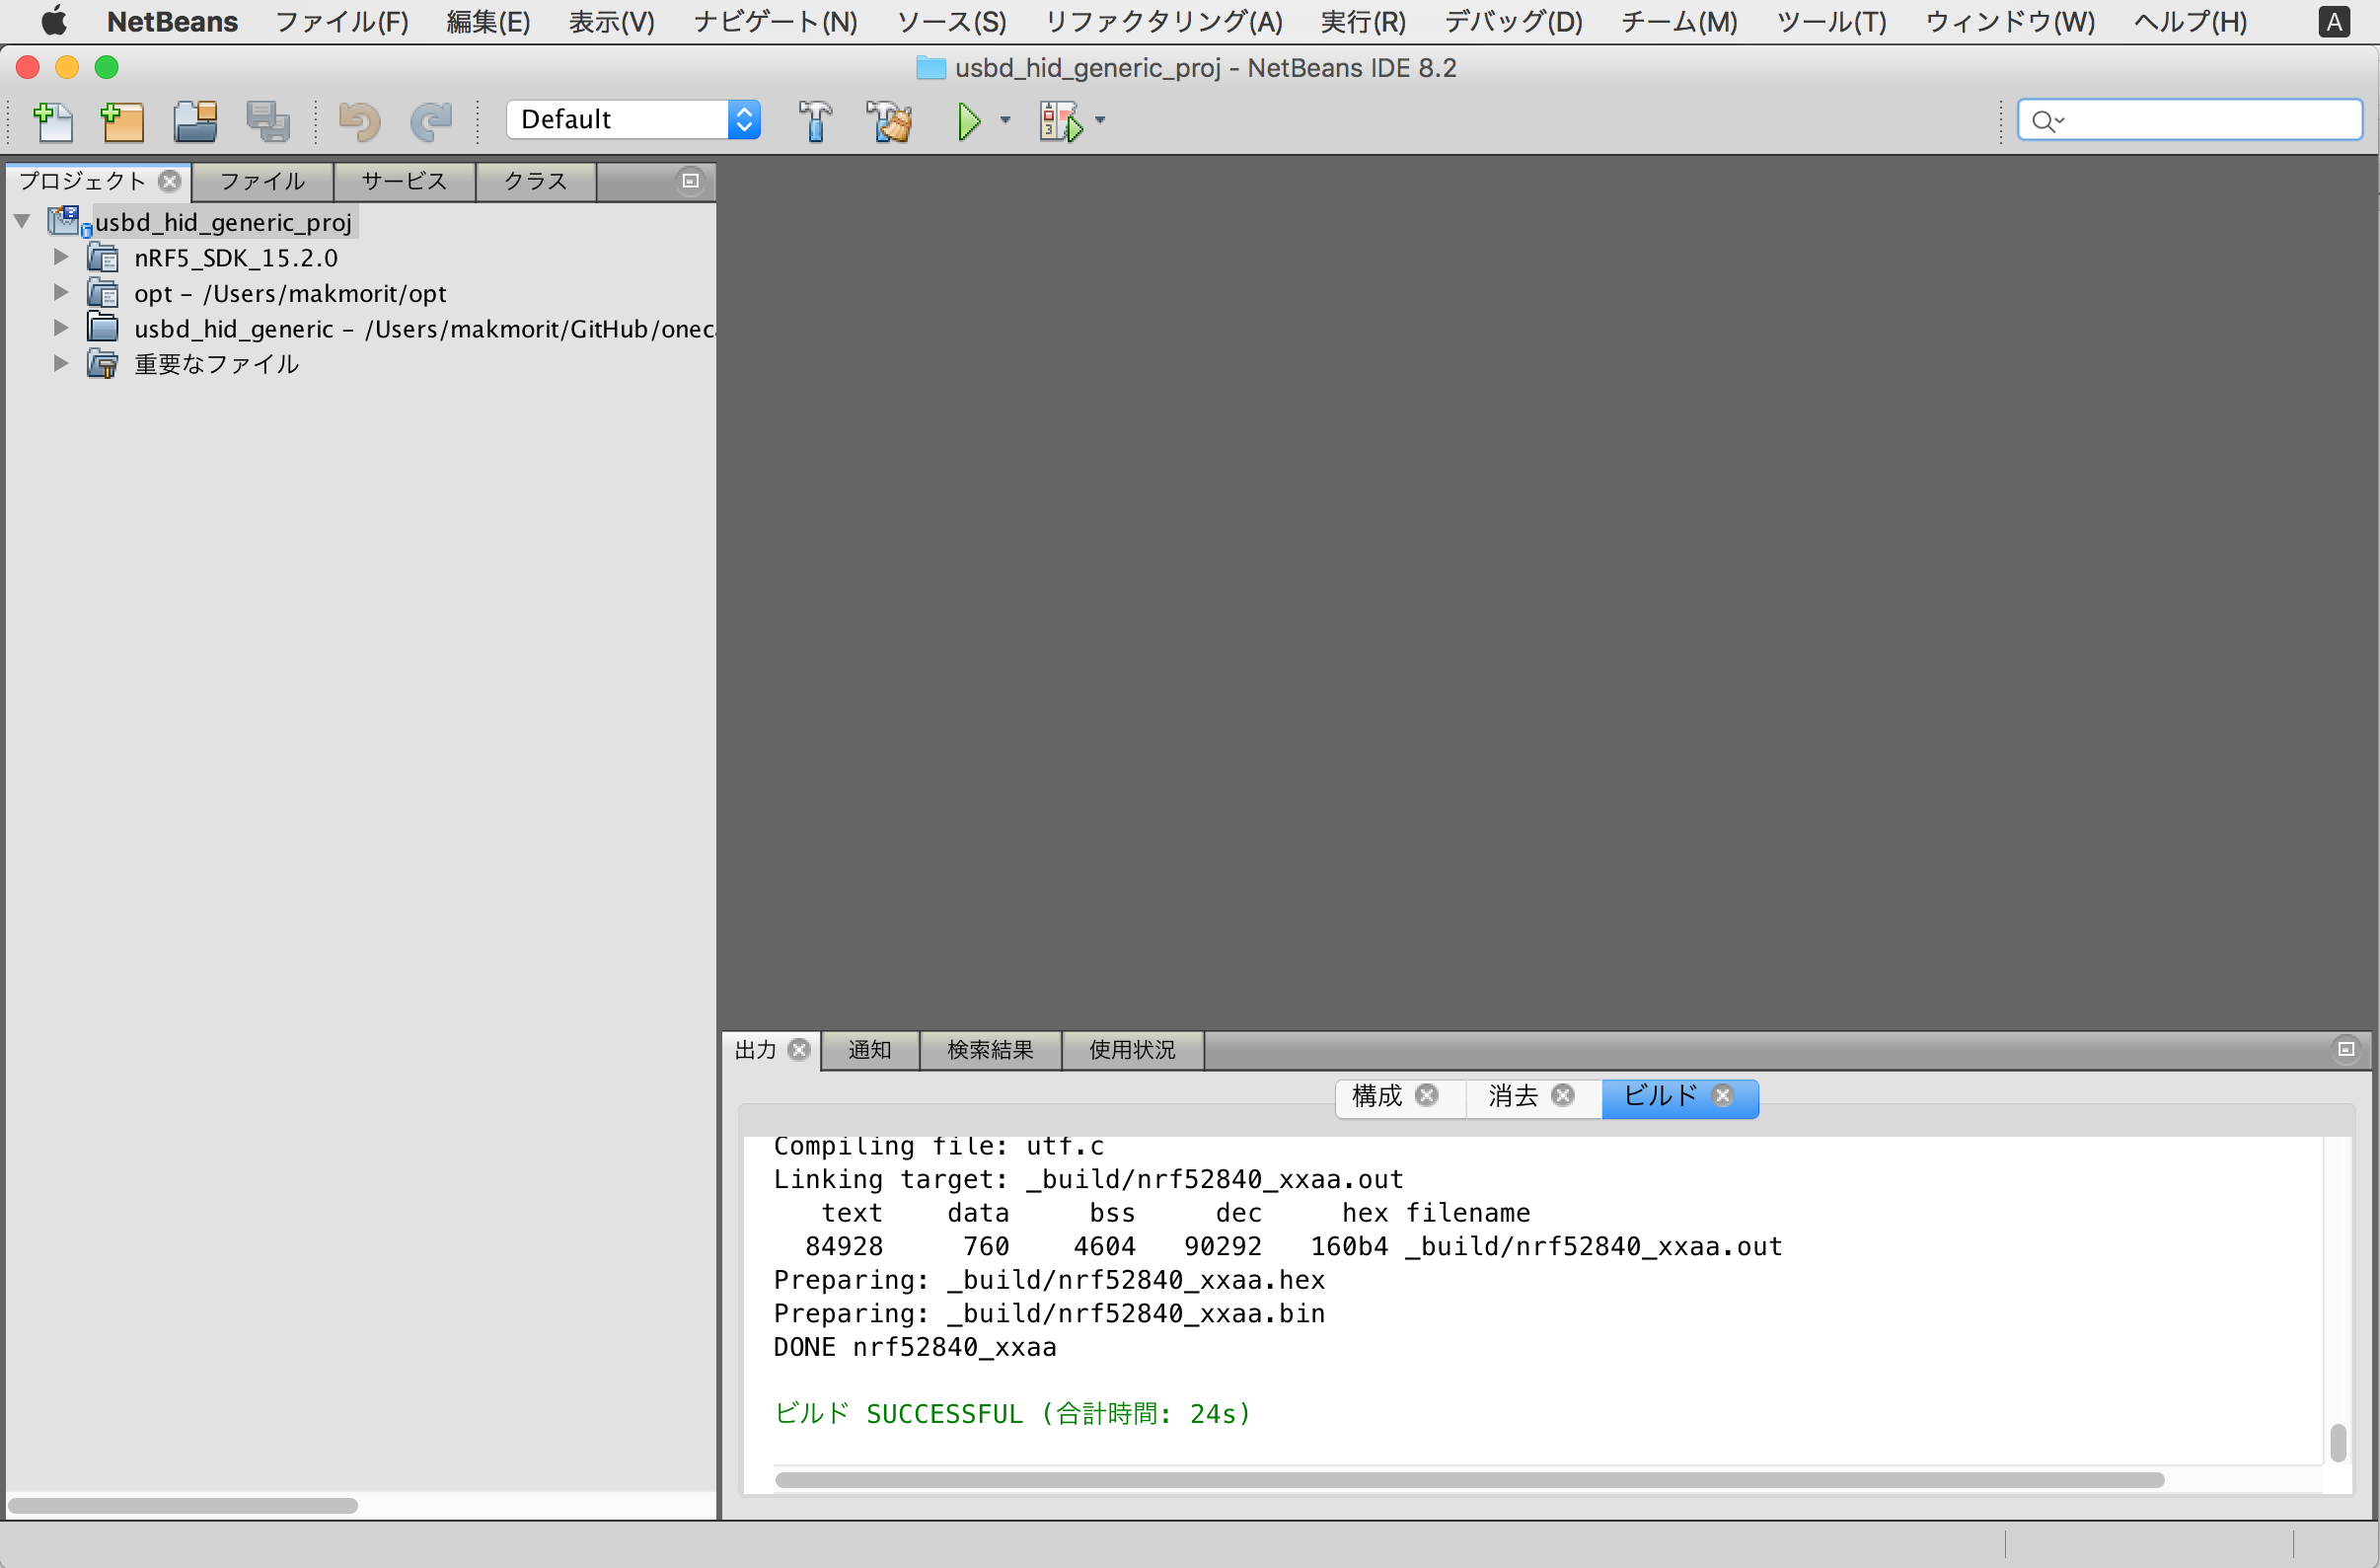 NetBeans ファイル(F) 編集(E) 表示(V) ナビゲート(N) ソース(S) リファクタリング(A) 実行(R) デバッグ(D) チーム(M) ツール(T) ウィンドウ(W) ヘルプ(H) A
usbd_hid_generic_proj - NetBeans IDE 8.2
Default
プロジェクト ファイル サービス クラス
usbd_hid_generic_proj
nRF5_SDK_15.2.0
opt - /Users/makmorit/opt
usbd_hid_generic - /Users/makmorit/GitHub/onec
重要なファイル
出力 通知 検索結果 使用状況
構成 消去 ビルド
Compiling file: utf.c
Linking target: _build/nrf52840_xxaa.out
text data bss dec hex filename
84928 760 4604 90292 160b4 _build/nrf52840_xxaa.out
Preparing: _build/nrf52840_xxaa.hex
Preparing: _build/nrf52840_xxaa.bin
DONE nrf52840_xxaa
ビルド SUCCESSFUL (合計時間: 24s)